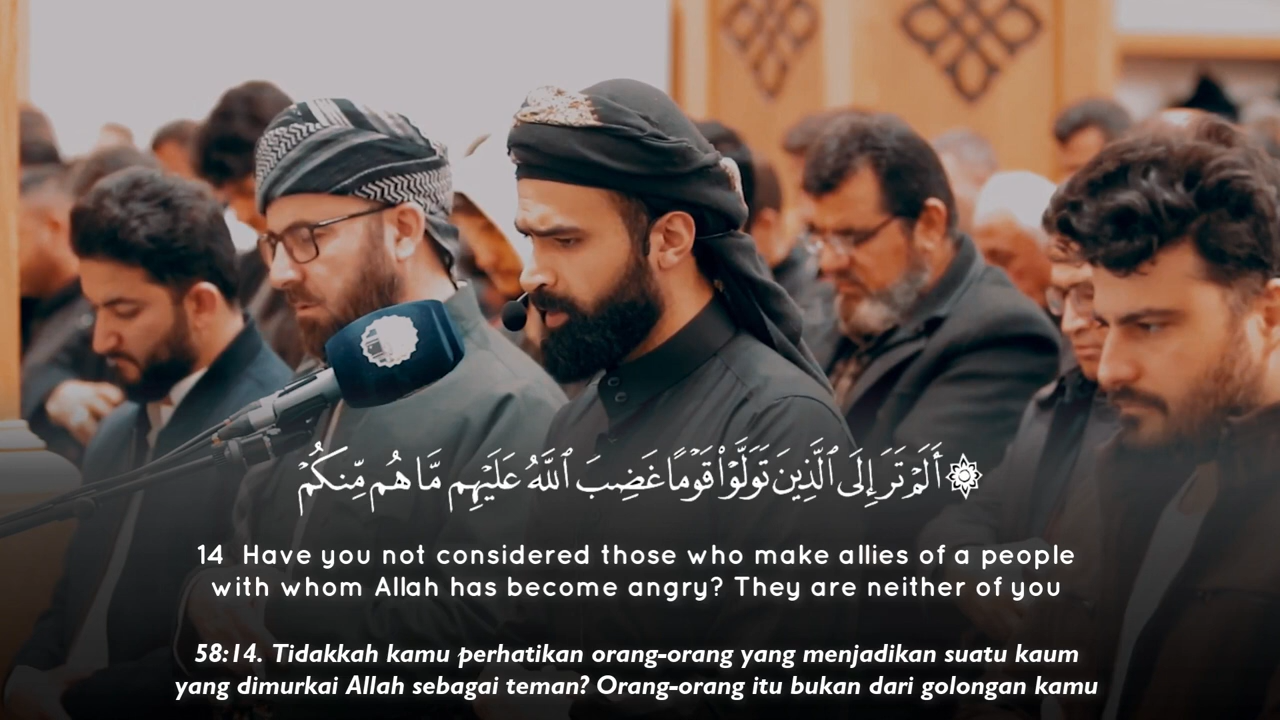 ۞ أَلَمْ تَرَ إِلَى ٱلَّذِينَ تَوَلَّوْا۟ قَوْمًا غَضِبَ ٱللَّهُ عَلَيْهِم مَّا هُم مِّنكُمْ
14 Have you not considered those who make allies of a people
with whom Allah has become angry? They are neither of you
58:14. Tidakkah kamu perhatikan orang-orang yang menjadikan suatu kaum
yang dimurkai Allah sebagai teman? Orang-orang itu bukan dari golongan kamu